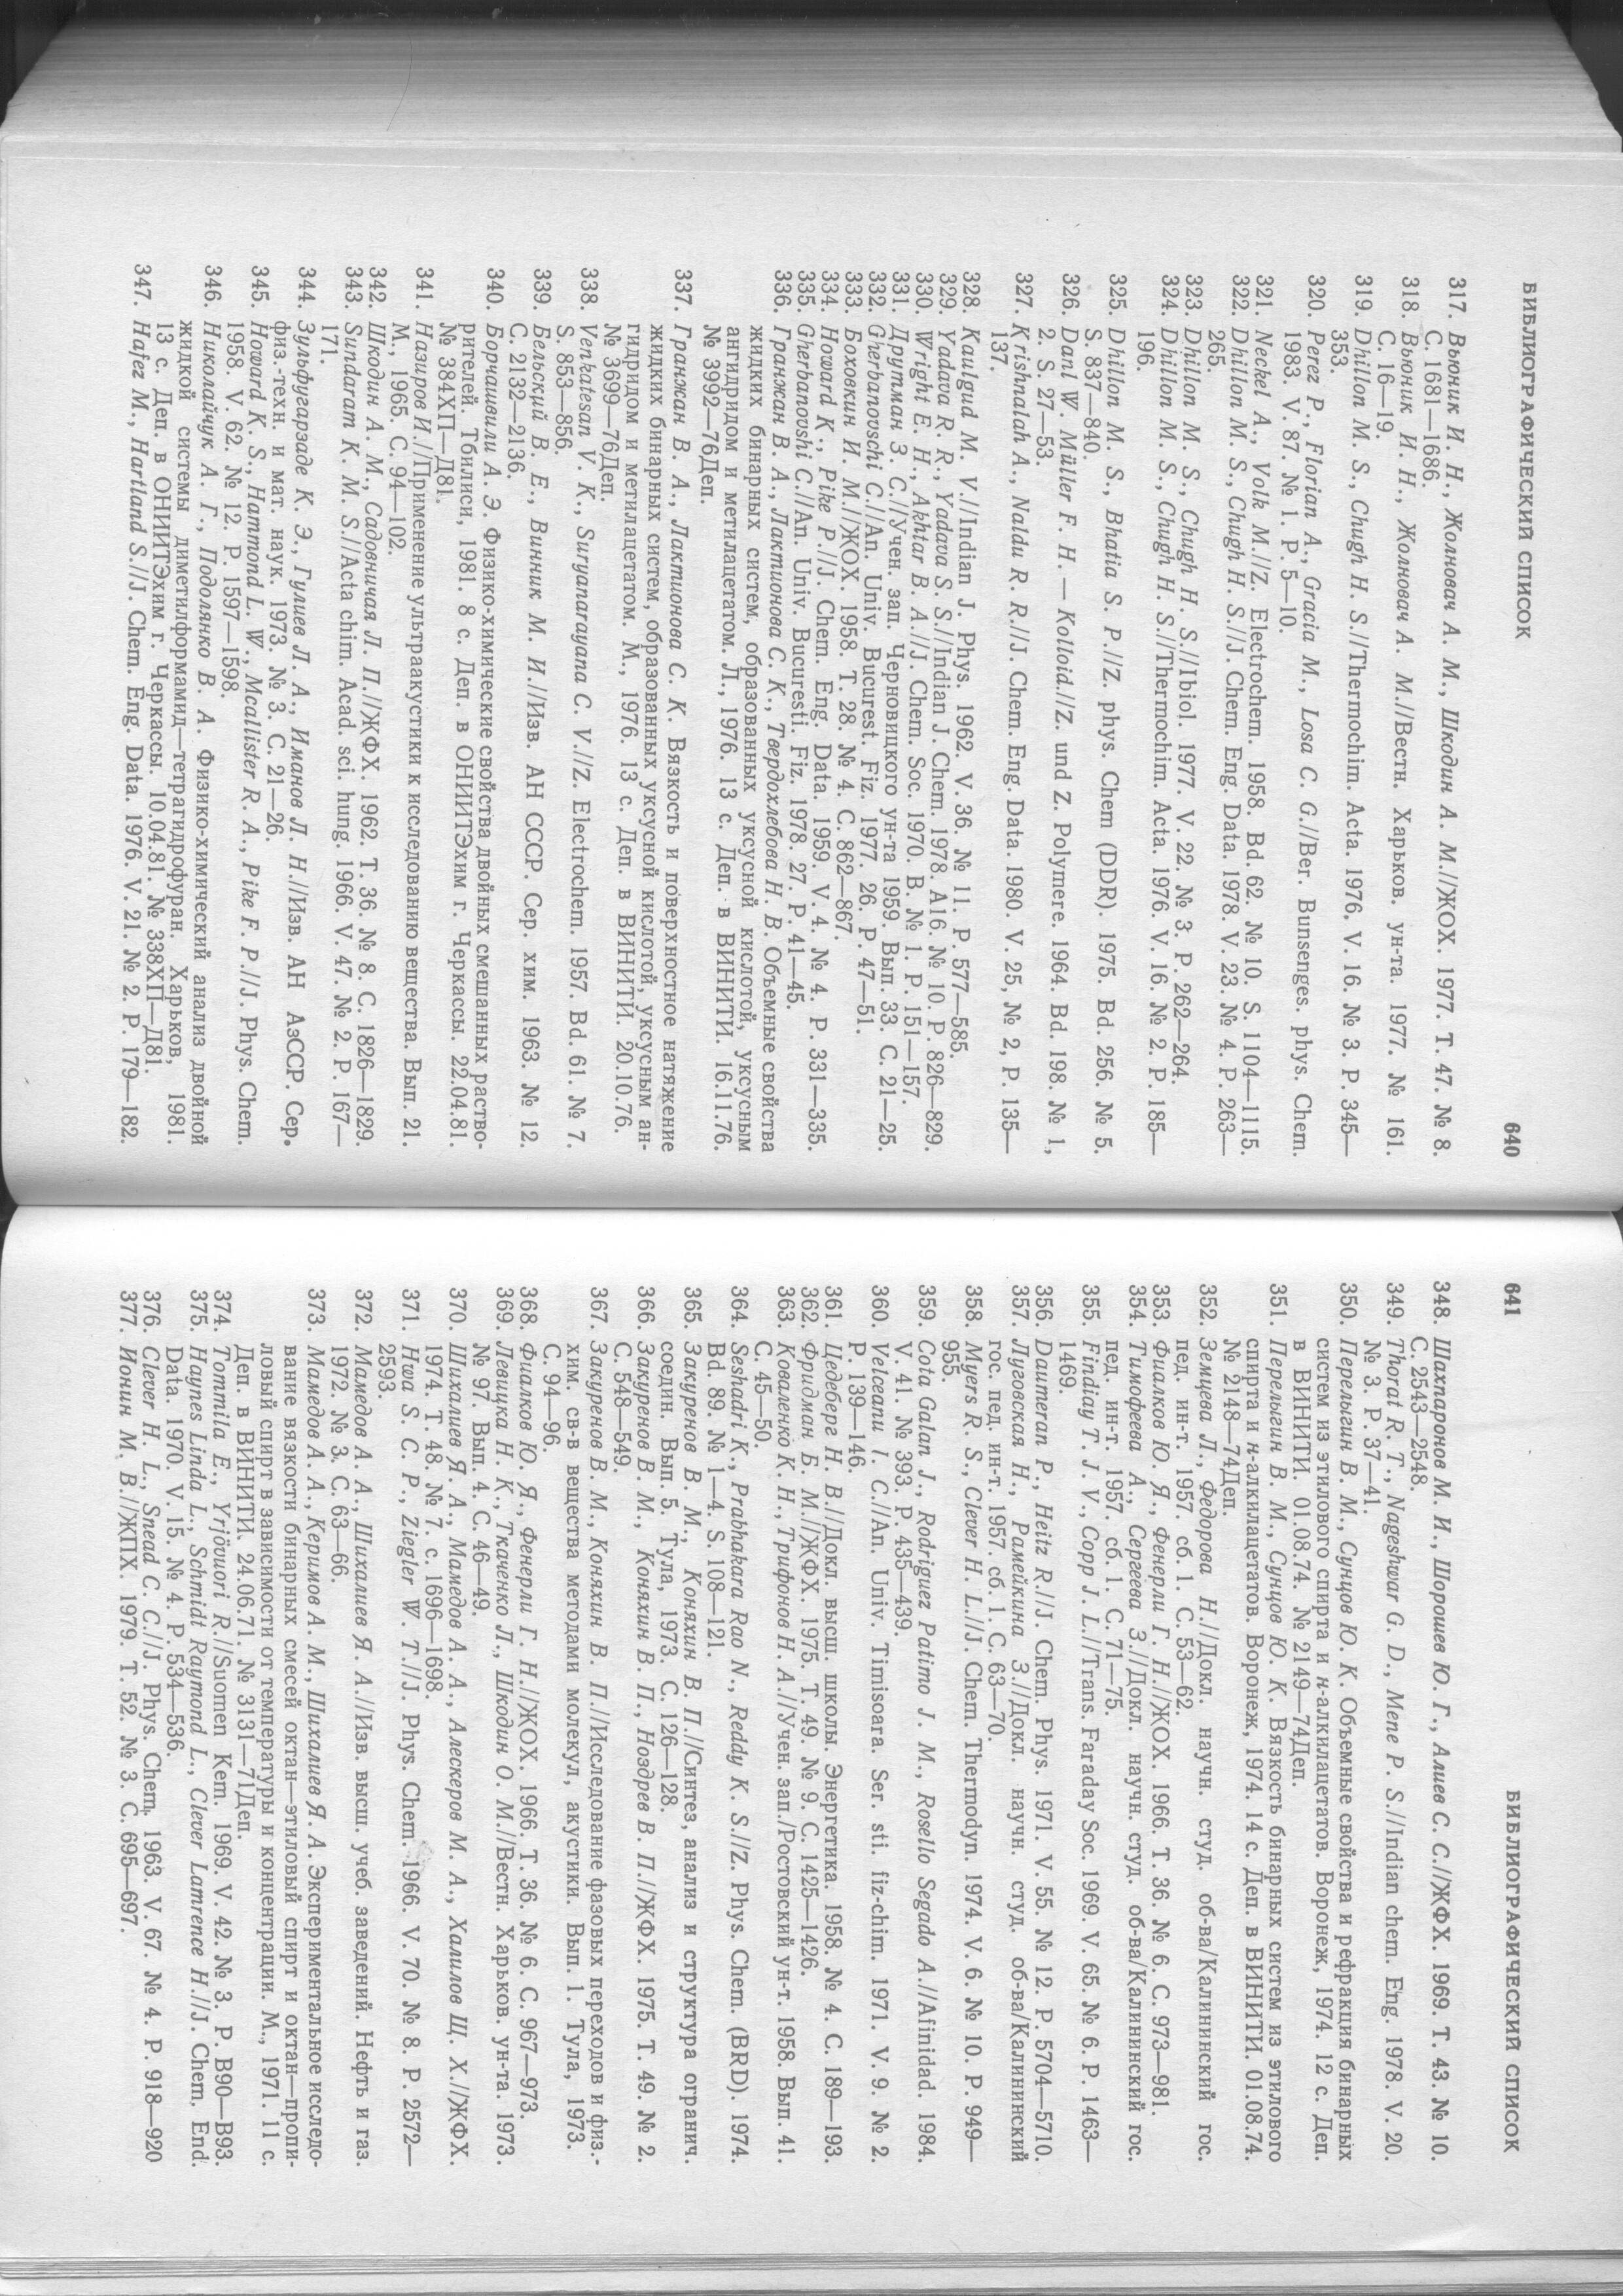 БИБЛИОГРАФИЧЕСКИЙ СПИСОК 640
317. Вьюник И. Н., Жолновач А. М., Шкодин А. М.//ЖОХ. 1977. Т. 47. № 8.
С. 1681—1686.
318. Вьюник И. Н., Жолновач А. М.//Вестн. Харьков. ун-та. 1977. № 161.
С. 16—19.
319. Dhillon M. S., Chugh H. S.//Thermochim. Acta. 1976. V. 16. № 3. P. 345—
353.
320. Perez P., Florian A., Gracia M., Losa C. G.//Ber. Bunsenges. phys. Chem.
1983. V. 87. № 1. P. 5—10.
321. Neckel A., Volk M.//Z. Electrochem. 1958. Bd. 62. № 10. S. 1104—1115.
322. Dhillon M. S., Chugh H. S.//J. Chem. Eng. Data. 1978. V. 23. № 4. P. 263—
265.
323. Dhillon M. S., Chugh H. S.//Ibiol. 1977. V. 22. № 3. P. 262—264.
324. Dhillon M. S., Chugh H. S.//Thermochim. Acta. 1976. V. 16. № 2. P. 185—
196.
325. Dhillon M. S., Bhatia S. P.//Z. phys. Chem (DDR). 1975. Bd. 256. № 5.
S. 837—840.
326. Danl W. Müller F. H. — Kolloid.//Z. und Z. Polymere. 1964. Bd. 198. № 1,
2. S. 27—53.
327. Krishnalah A., Naldu R. R.//J. Chem. Eng. Data. 1980. V. 25, № 2, P. 135—
137.
328. Kaulgud M. V.//Indian J. Phys. 1962. V. 36. № 11. P. 577—585.
329. Yadava R. R., Yadava S. S.//Indian J. Chem. 1978. A16. № 10. P. 826—829.
330. Wright E. H., Akhtar B. A.//J. Chem. Soc. 1970. B. № 1. P. 151—157.
331. Друтман З. С.//Учен. зап. Черновицкого ун-та 1959. Вып. 33. С. 21—25.
332. Gherbanovschi C.//An. Univ. Bucurest. Fiz. 1977. 26. P. 47—51.
333. Боховкин И. М.//ЖОХ. 1958. Т. 28. № 4. С. 862—867.
334. Howard K., Pike P.//J. Chem. Eng. Data. 1959. V. 4. № 4. P. 331—335.
335. Gherbanovshi C.//An. Univ. Bucuresti. Fiz. 1978. 27. P. 41—45.
336. Гранжан В. А., Лактионова С. К., Твердохлебова Н. В. Объемные свойства
жидких бинарных систем, образованных уксусной кислотой, уксусным
ангидридом и метилацетатом. Л., 1976. 13 с. Деп. в ВИНИТИ. 16.11.76.
№ 3992—76Деп.
337. Гранжан В. А., Лактионова С. К. Вязкость и поверхностное натяжение
жидких бинарных систем, образованных уксусной кислотой, уксусным ан-
гидридом и метилацетатом. М., 1976. 13 с. Деп. в ВИНИТИ. 20.10.76.
№ 3699—76Деп.
338. Venkatesan V. K., Suryanarayana C. V.//Z. Electrochem. 1957. Bd. 61. № 7.
S. 853—856.
339. Бельский В. Е., Винник М. И.//Изв. АН СССР. Сер. хим. 1963. № 12.
С. 2132—2136.
340. Борчашвили А. Э. Физико-химические свойства двойных смешанных раство-
рителей. Тбилиси, 1981. 8 с. Деп. в ОНИИТЭхим г. Черкассы. 22.04.81.
№ 384ХП—Д81.
341. Назиров И.//Применение ультраакустики к исследованию вещества. Вып. 21.
М., 1965. С. 94—102.
342. Шкодин А. М., Садовничая Л. П.//ЖФХ. 1962. Т. 36. № 8. С. 1826—1829.
343. Sundaram K. M. S.//Acta chim. Acad. sci. hung. 1966. V. 47. № 2. P. 167—
171.
344. Зульфугарзаде К. Э., Гулиев Л. А., Иманов Л. Н.//Изв. АН АзССР. Сер.
физ.-техн. и мат. наук. 1973. № 3. С. 21—26.
345. Howard K. S., Hammond L. W., Mcallister R. A., Pike F. P.//J. Phys. Chem.
1958. V. 62. № 12. P. 1597—1598.
346. Николайчук А. Г., Подолянко В. А. Физико-химический анализ двойной
жидкой системы диметилформамид—тетрагидрофуран. Харьков, 1981.
13 с. Деп. в ОНИТЭхим г. Черкассы. 10.04.81. № 338ХП—Д81.
347. Hafez M., Hartland S.//J. Chem. Eng. Data. 1976. V. 21. № 2. P. 179—182.
641 БИБЛИОГРАФИЧЕСКИЙ СПИСОК
348. Шахпаронов М. И., Шорошев Ю. Г., Алиев С. С.//ЖФХ. 1969. Т. 43. № 10.
С. 2543—2548.
349. Thorat R. T., Nageshwar G. D., Mene P. S.//Indian chem. Eng. 1978. V. 20.
№ 3. P. 37—41.
350. Перелыгин В. М., Сунцов Ю. К. Объемные свойства и рефракция бинарных
систем из этилового спирта и н-алкилацетатов. Воронеж, 1974. 12 с. Деп.
в ВИНИТИ. 01.08.74. № 2149—74Деп.
351. Перелыгин В. М., Сунцов Ю. К. Вязкость бинарных систем из этилового
спирта и н-алкилацетатов. Воронеж, 1974. 14 с. Деп. в ВИНИТИ. 01.08.74.
№ 2148—74Деп.
352. Земцева Л., Федорова Н.//Докл. научн. студ. об-ва/Калининский гос.
пед. ин-т. 1957. сб. 1. С. 53—62.
353. Фиалков Ю. Я., Фенерли Г. Н.//ЖОХ. 1966. Т. 36. № 6. С. 973—981.
354. Тимофеева А., Сергеева З.//Докл. научн. студ. об-ва/Калининский гос.
пед. ин-т. 1957. сб. 1. С. 71—75.
355. Findiay T. J. V., Copp J. L.//Trans. Faraday Soc. 1969. V. 65. № 6. P. 1463—
1469.
356. Daumeran P., Heitz R.//J. Chem. Phys. 1971. V. 55. № 12. P. 5704—5710.
357. Луговская Н., Рамейкина З.//Докл. научн. студ. об-ва/Калининский
гос. пед. ин-т. 1957. сб. 1. С. 63—70.
358. Myers R. S., Clever H. L.//J. Chem. Thermodyn. 1974. V. 6. № 10. P. 949—
955.
359. Coia Galan J., Rodriguez Patimo J. M., Rosello Segado A.//Afinidad. 1984.
V. 41. № 393. P. 435—439.
360. Velceanu I. C.//An. Univ. Timisoara. Ser. sti. fiz-chim. 1971. V. 9. № 2.
P. 139—146.
361. Цедеберг Н. В.//Докл. высш. школы. Энергетика. 1958. № 4. С. 189—193.
362. Фридман Б. М.//ЖФХ. 1975. Т. 49. № 9. С. 1425—1426.
363. Коваленко К. Н., Трифонов Н. А.//Учен. зап./Ростовский ун-т. 1958. Вып. 41.
С. 45—50.
364. Seshadri K., Prabhakara Rao N., Reddy K. S.//Z. Phys. Chem. (BRD). 1974.
Bd. 89. № 1—4. S. 108—121.
365. Закуренов В. М., Коняхин В. П.//Синтез, анализ и структура огранич.
соедин. Вып. 5. Тула, 1973. С. 126—128.
366. Закуренов В. М., Коняхин В. П., Ноздрев В. П.//ЖФХ. 1975. Т. 49. № 2.
С. 548—549.
367. Закуренов В. М., Коняхин В. П.//Исследование фазовых переходов и физ.-
хим. св-в вещества методами молекул, акустики. Вып. 1. Тула, 1973.
С. 94—96.
368. Фиалков Ю. Я., Фенерли Г. Н.//ЖОХ. 1966. Т. 36. № 6. С. 967—973.
369. Левицка Н. К., Ткаченко Л., Шкодин О. М.//Вестн. Харьков. ун-та. 1973.
№ 97. Вып. 4. С. 46—49.
370. Шихалиев Я. А., Мамедов А. А., Алескеров М. А., Халилов Щ. Х.//ЖФХ.
1974. Т. 48. № 7. с. 1696—1698.
371. Hwa S. C. P., Ziegler W. T.//J. Phys. Chem. 1966. V. 70. № 8. P. 2572—
2593.
372. Мамедов А. А., Шихалиев Я. А.//Изв. высш. учеб. заведений. Нефть и газ.
1972. № 3. С. 63—66.
373. Мамедов А. А., Керимов А. М., Шихалиев Я. А. Экспериментальное исследо-
вание вязкости бинарных смесей октан—этиловый спирт и октан—пропи-
ловый спирт в зависимости от температуры и концентрации. М., 1971. 11 с.
Деп. в ВИНИТИ. 24.06.71. № 3131—71Деп.
374. Tommila E., Yrjövuori R.//Suomen Kem. 1969. V. 42. № 3. P. B90—B93.
375. Haynes Linda L., Schmidt Raymond L., Clever Lamrence H.//J. Chem. End.
Data. 1970. V. 15. № 4. P. 534—536.
376. Clever H. L., Snead C. C.//J. Phys. Chem. 1963. V. 67. № 4. P. 918—920
377. Ионин М. В.//ЖПХ. 1979. Т. 52. № 3. С. 695—697.